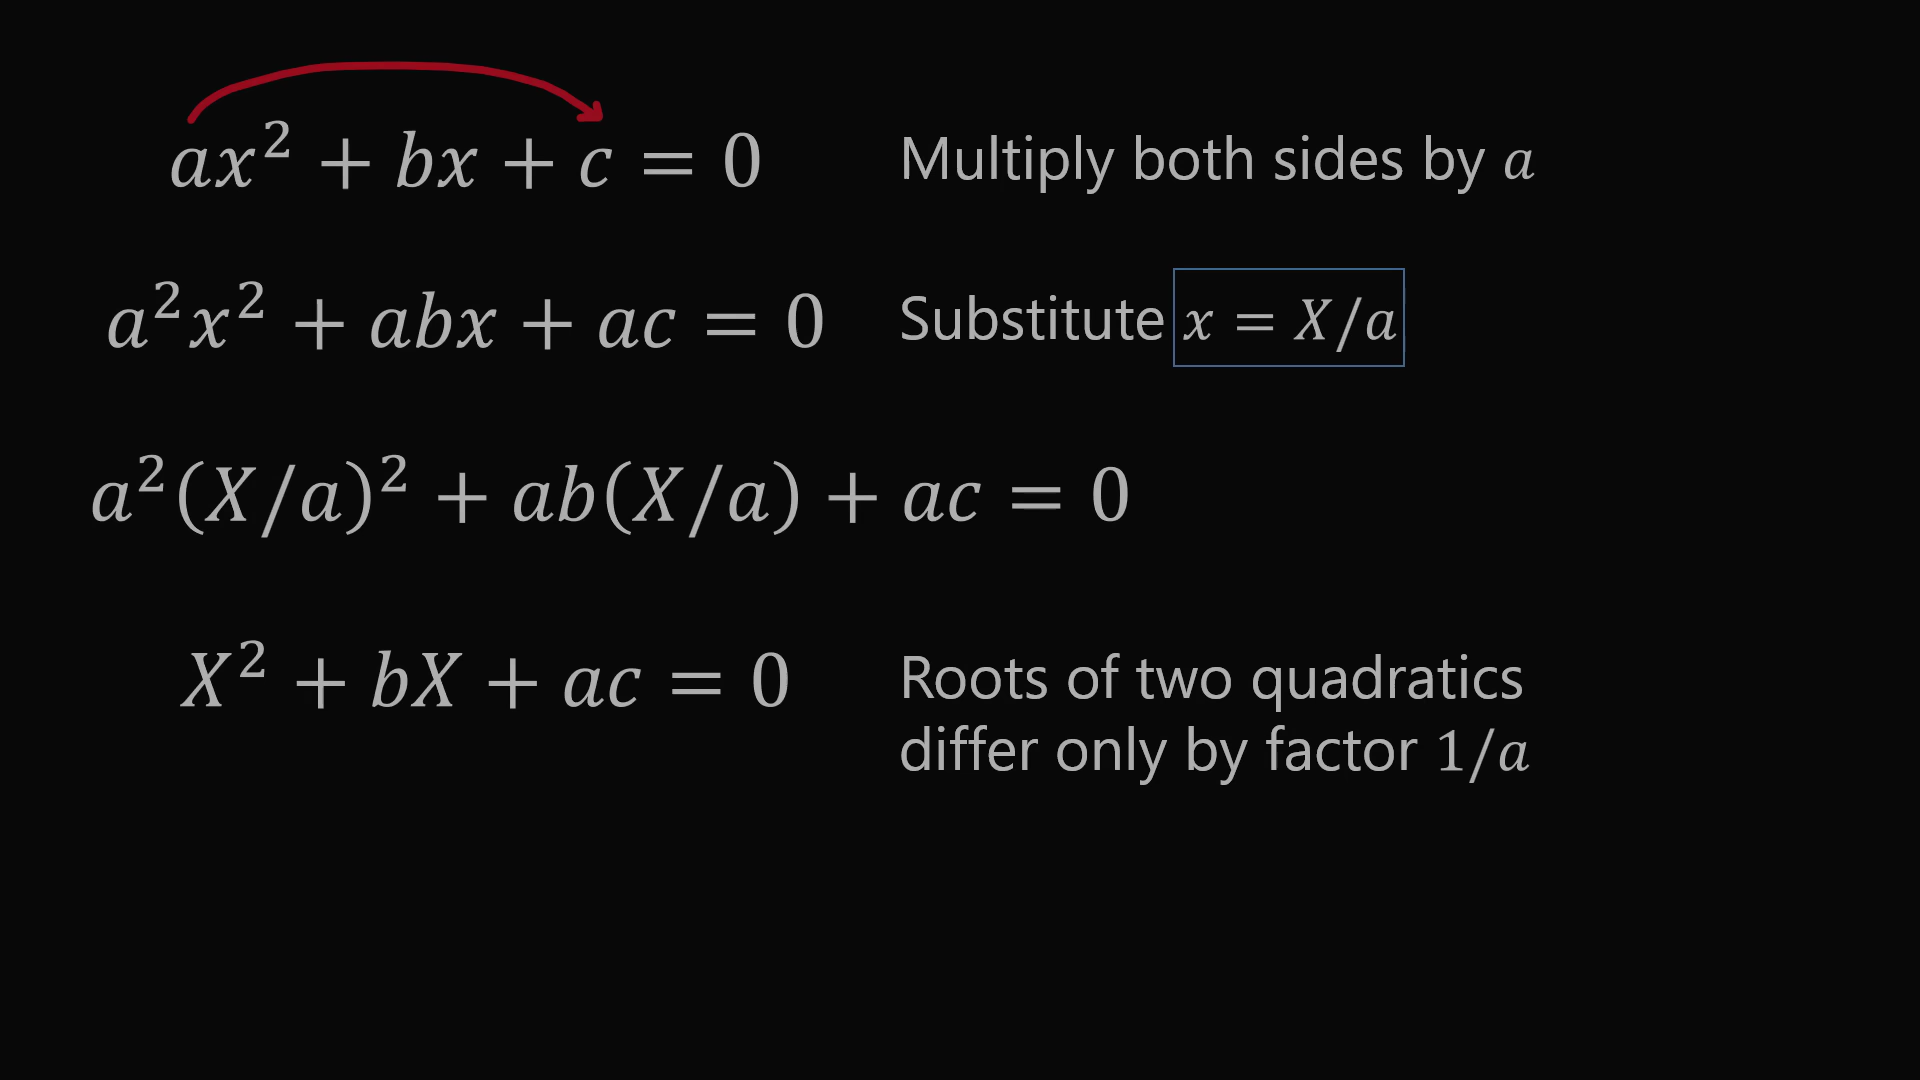 ax² + bx + c = 0 Multiply both sides by a
a²x² + abx + ac = 0 Substitute x = X/a
a²(X/a)² + ab(X/a) + ac = 0
X² + bX + ac = 0 Roots of two quadratics
differ only by factor 1/a